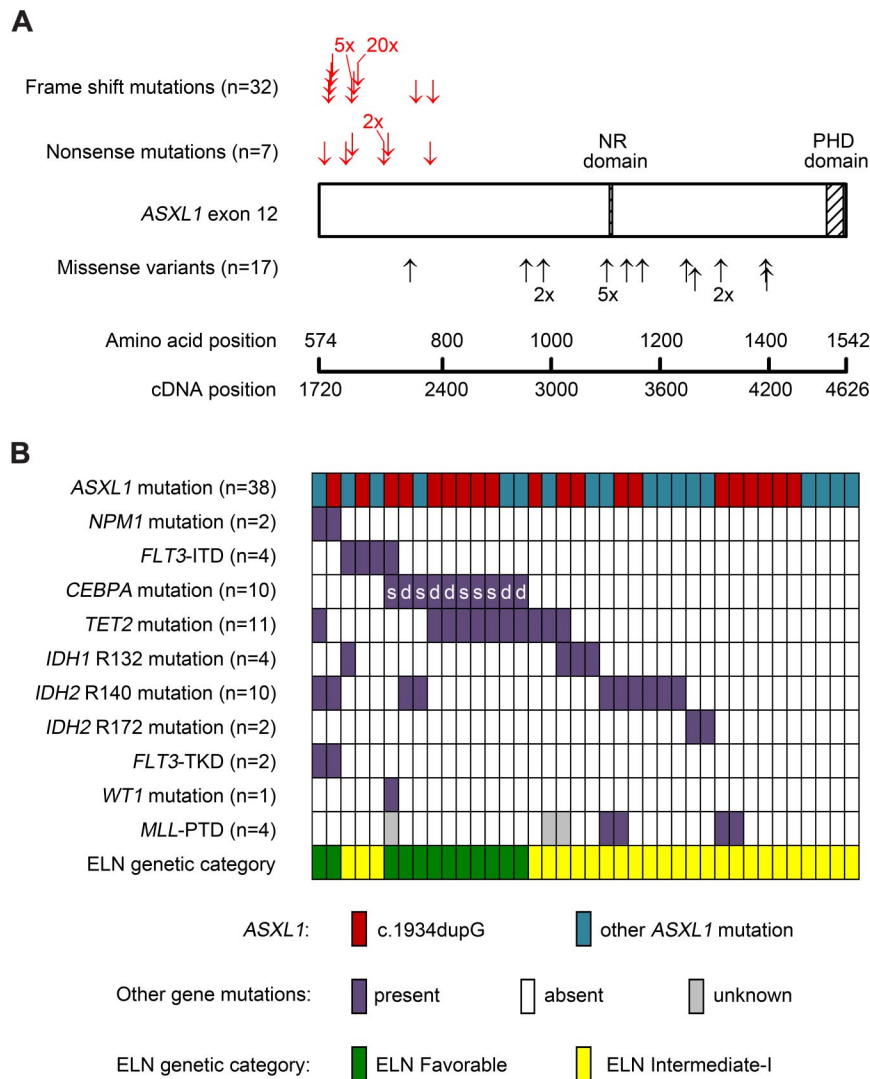 A
5x 20x
Frame shift mutations (n=32)
2x
Nonsense mutations (n=7)
NR domain
PHD domain
ASXL1 exon 12
Missense variants (n=17)
2x 5x 2x
Amino acid position 574 800 1000 1200 1400 1542
cDNA position 1720 2400 3000 3600 4200 4626
B
ASXL1 mutation (n=38)
NPM1 mutation (n=2)
FLT3-ITD (n=4)
CEBPA mutation (n=10) s d s d d s s s d d
TET2 mutation (n=11)
IDH1 R132 mutation (n=4)
IDH2 R140 mutation (n=10)
IDH2 R172 mutation (n=2)
FLT3-TKD (n=2)
WT1 mutation (n=1)
MLL-PTD (n=4)
ELN genetic category
ASXL1: c.1934dupG other ASXL1 mutation
Other gene mutations: present absent unknown
ELN genetic category: ELN Favorable ELN Intermediate-I